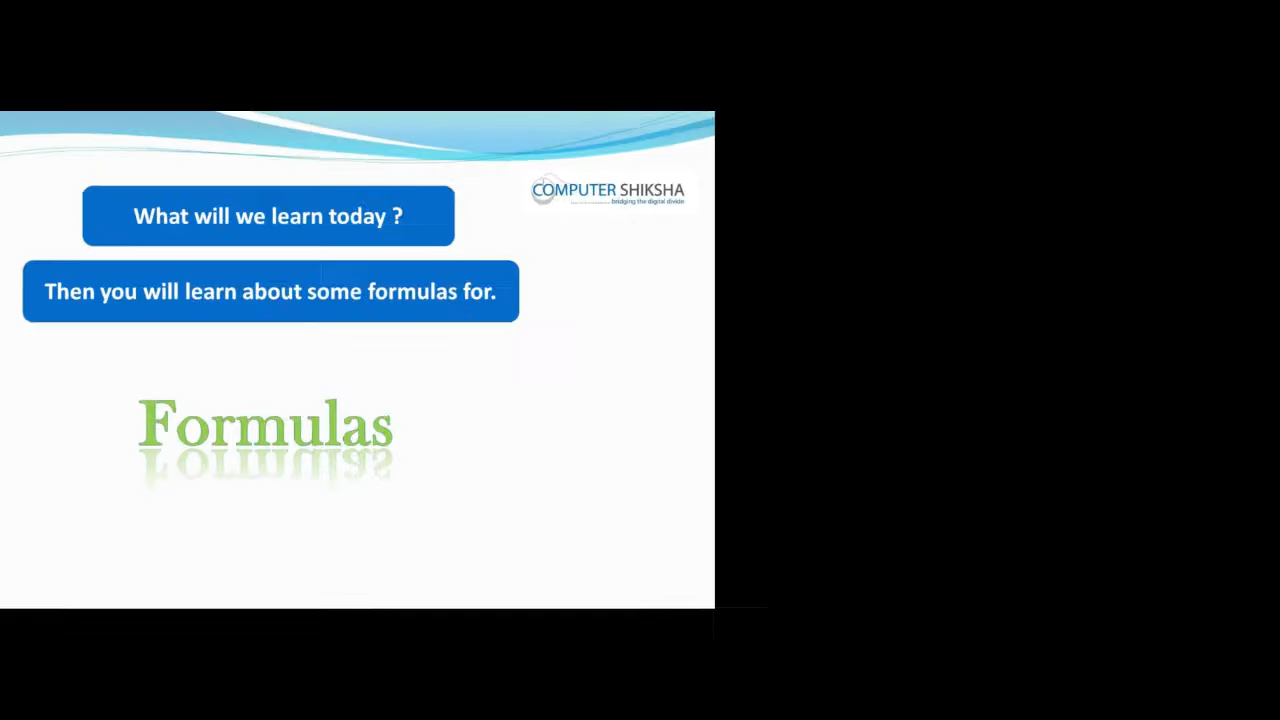 What will we learn today ?
COMPUTER SHIKSHA
bridging the digital divide
Then you will learn about some formulas for.
Formulas